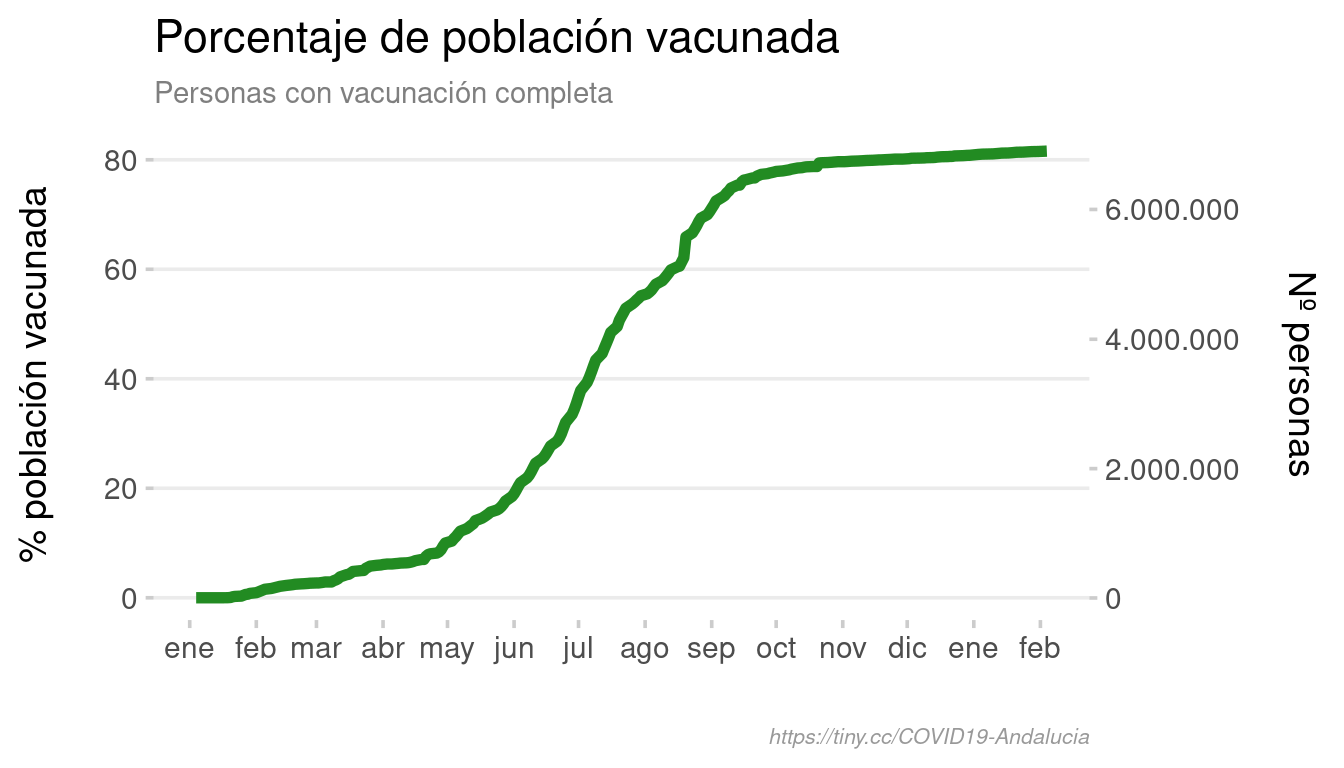 Porcentaje de población vacunada
Personas con vacunación completa
% población vacunada
80
60
40
20
0
6.000.000
4.000.000
2.000.000
0
Nº personas
ene feb mar abr may jun jul ago sep oct nov dic ene feb
https://tiny.cc/COVID19-Andalucia